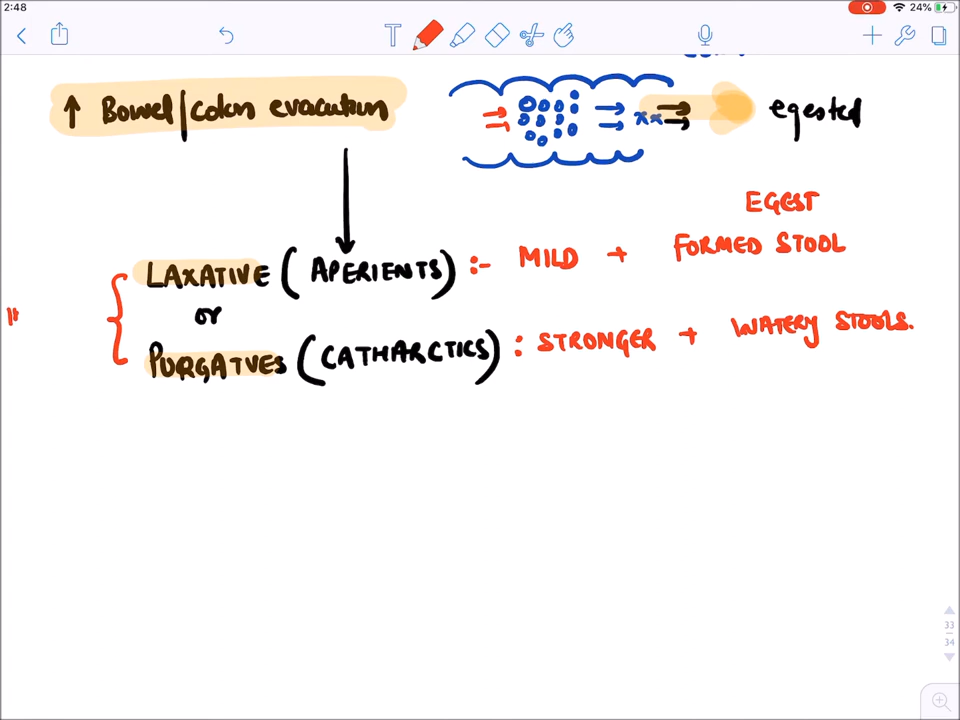 2:48
24%
T
↑ Bowel/colon evacuation
xx
egested
EGEST
LAXATIVE (APERIENTS) :- MILD + FORMED STOOL
or
PURGATVES (CATHARCTICS) : STRONGER + WATERY STOOLS.
33
34